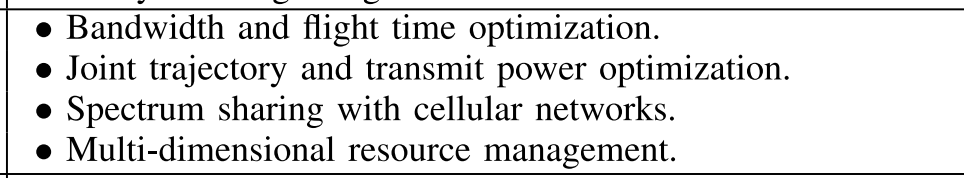 • Bandwidth and flight time optimization.
• Joint trajectory and transmit power optimization.
• Spectrum sharing with cellular networks.
• Multi-dimensional resource management.